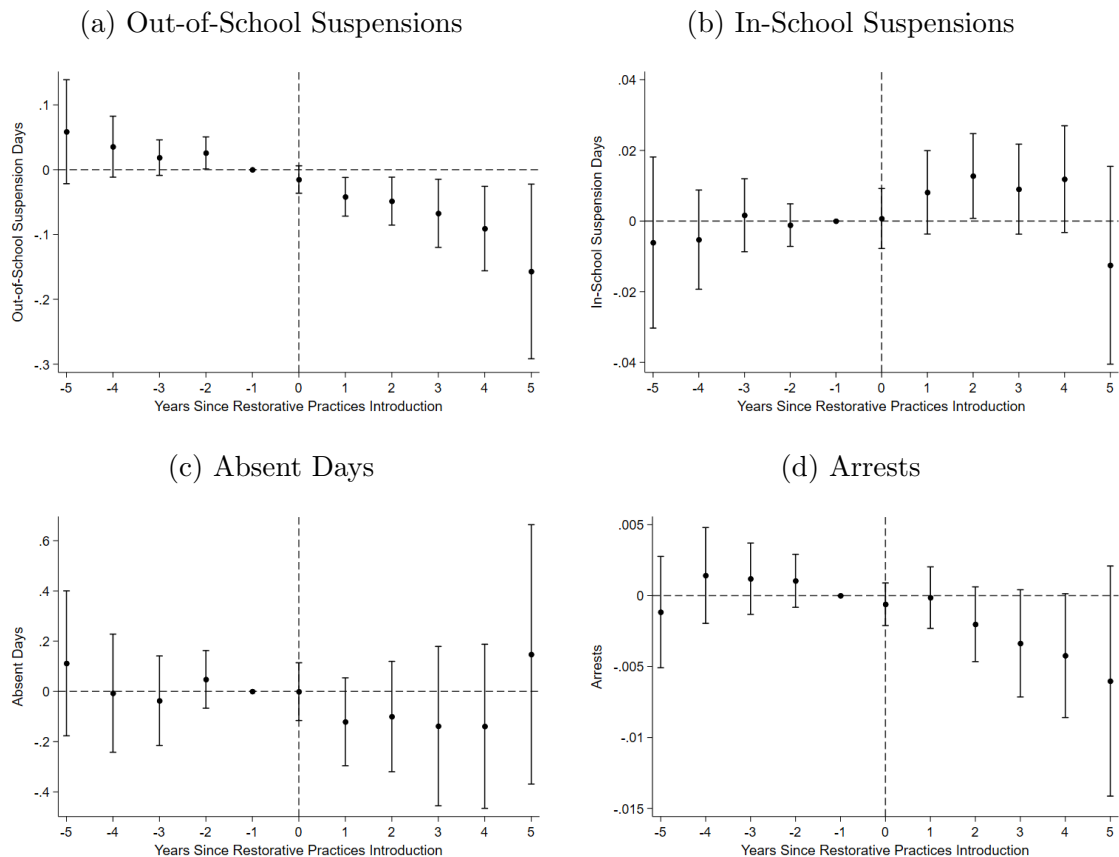 (a) Out-of-School Suspensions
.1
0
-.1
-.2
-.3
Out-of-School Suspension Days
-5 -4 -3 -2 -1 0 1 2 3 4 5
Years Since Restorative Practices Introduction
(b) In-School Suspensions
.04
.02
0
-.02
-.04
In-School Suspension Days
-5 -4 -3 -2 -1 0 1 2 3 4 5
Years Since Restorative Practices Introduction
(c) Absent Days
.6
.4
.2
0
-.2
-.4
Absent Days
-5 -4 -3 -2 -1 0 1 2 3 4 5
Years Since Restorative Practices Introduction
(d) Arrests
.005
0
-.005
-.01
-.015
Arrests
-5 -4 -3 -2 -1 0 1 2 3 4 5
Years Since Restorative Practices Introduction